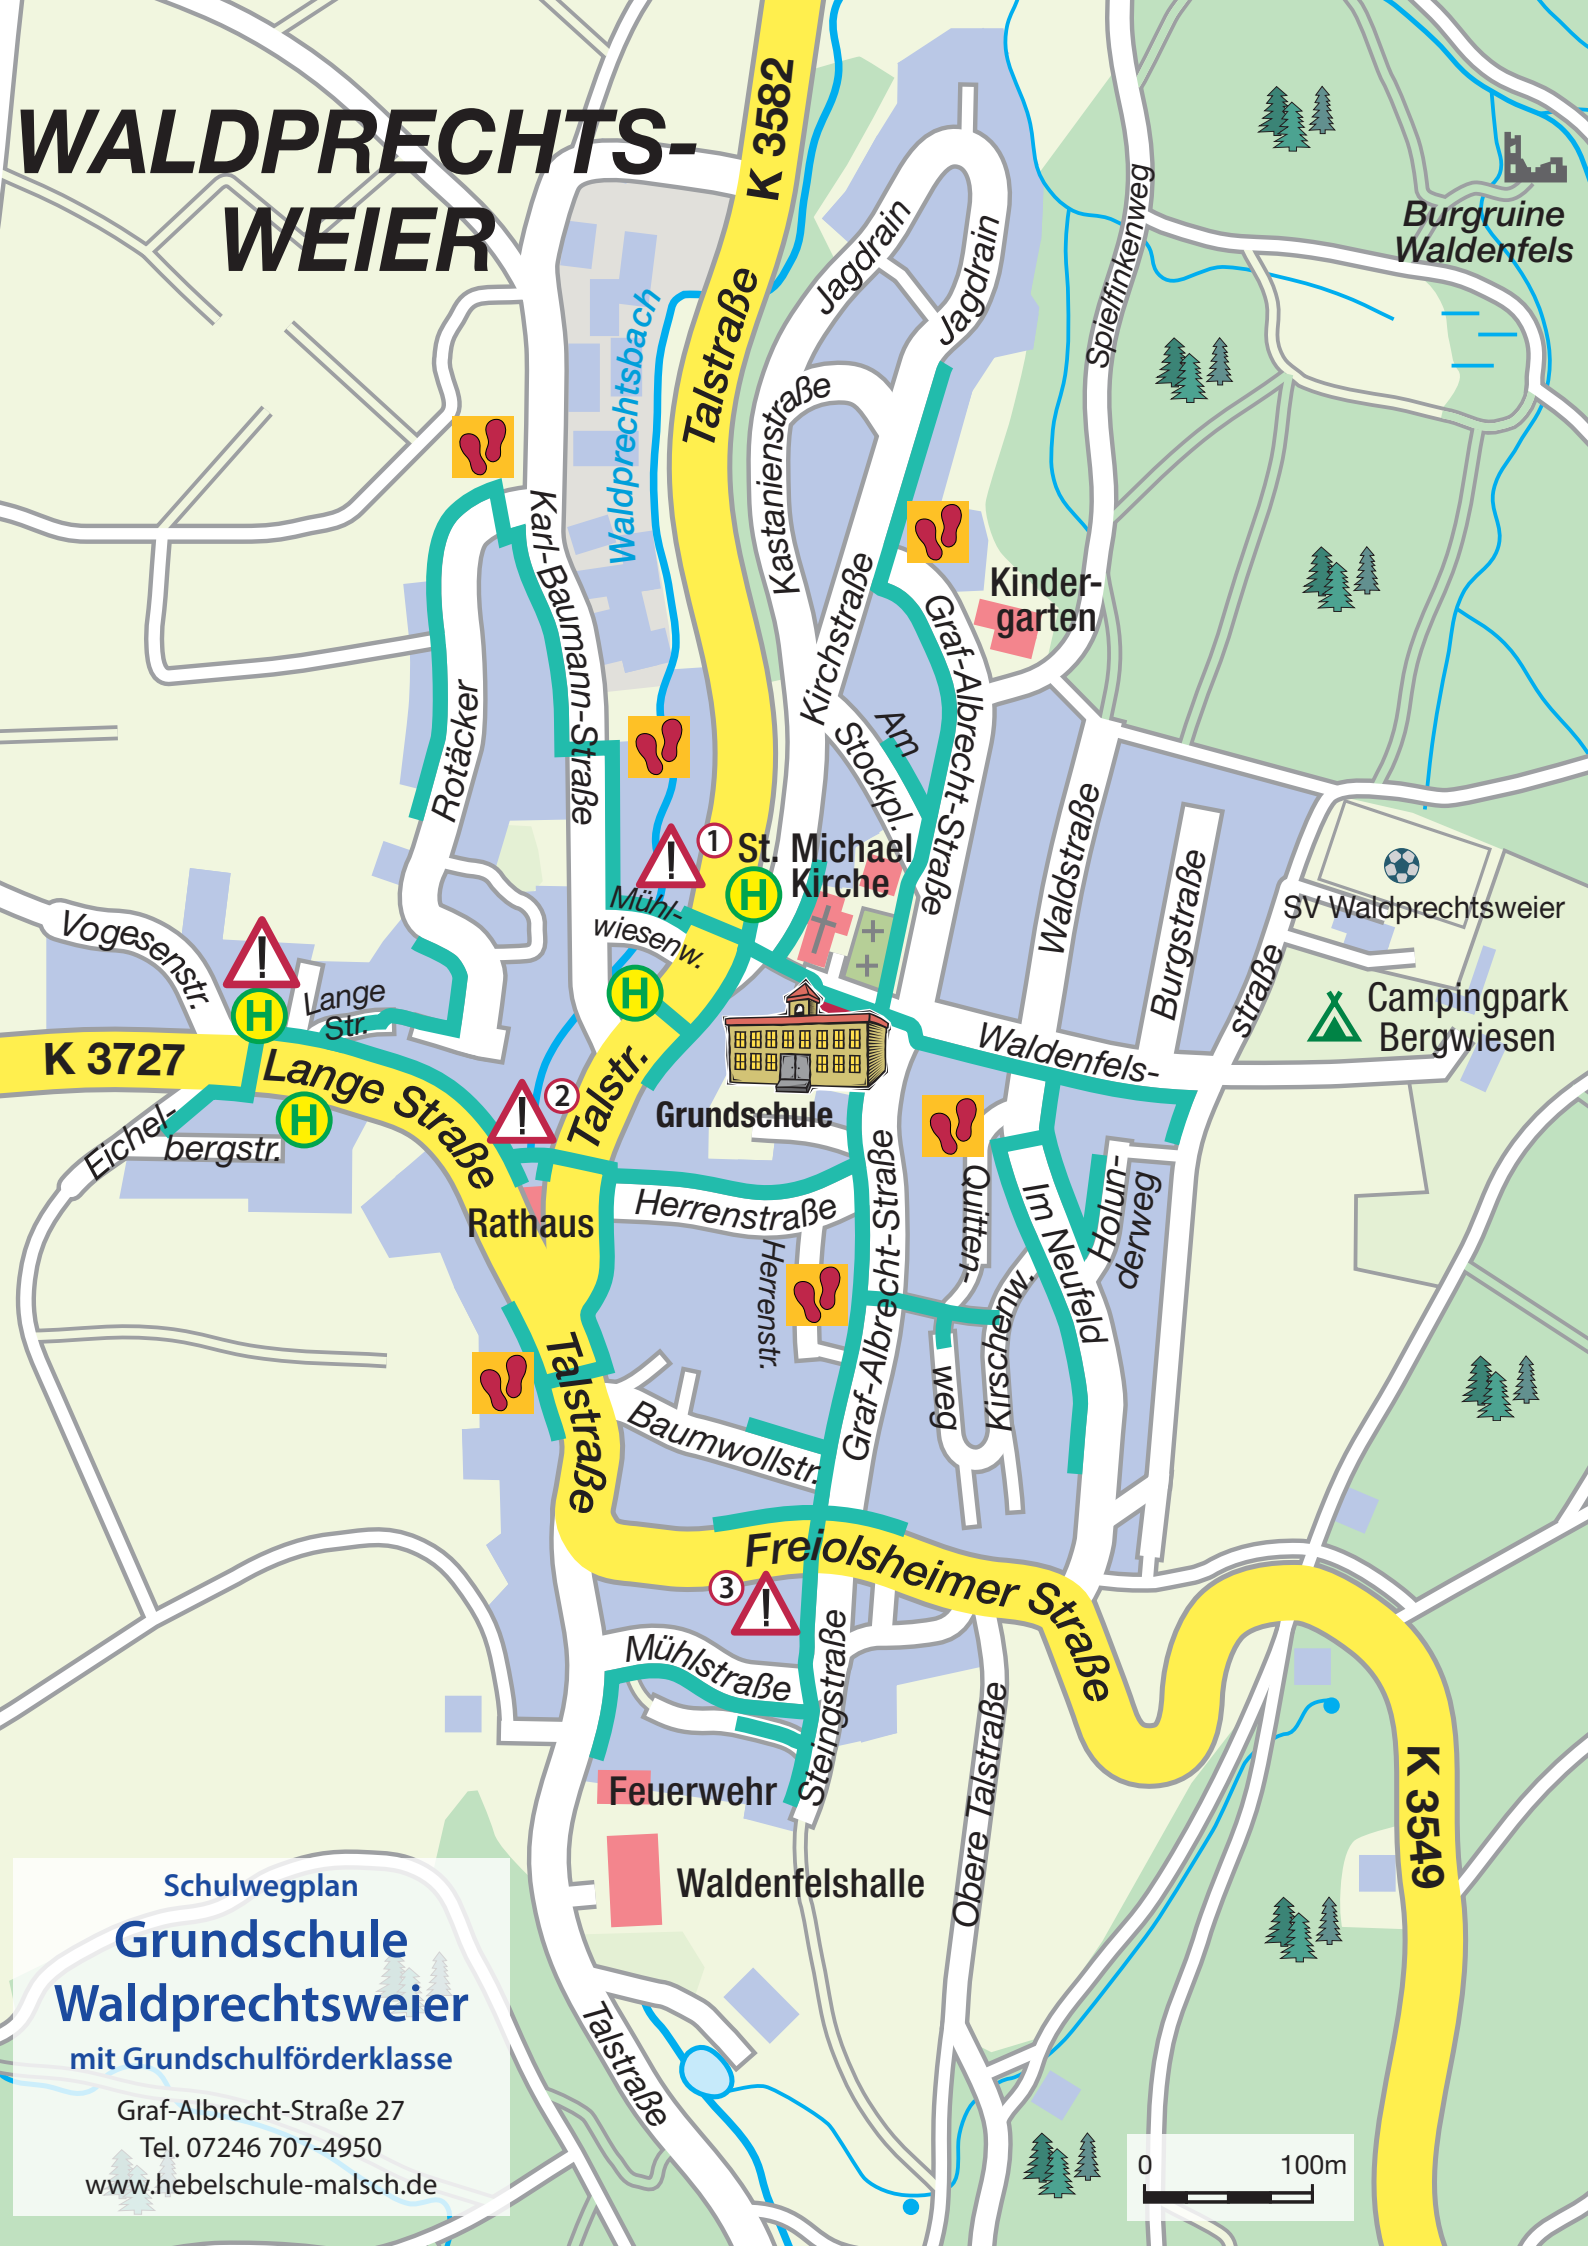 WALDPRECHTS-
WEIER
K 3582
Talstraße
Waldprechtsbach
Jagdrain
Jagdrain
Spielfinkenweg
Burgruine
Waldenfels
Kastanienstraße
Karl-Baumann-Straße
Kirchstraße
Kinder-
garten
Graf-Albrecht-Straße
Rotäcker
Am
Stockpl.
Waldstraße
Burgstraße
1
St. Michael
Kirche
H
Mühl-
wiesenw.
H
SV Waldprechtsweier
Campingpark
Bergwiesen
Vogesenstr.
H
Lange
Str.
K 3727
Lange Straße
H
Eichel-
bergstr.
2
Talstr.
Grundschule
Waldenfels-
straße
Rathaus
Herrenstraße
Herrenstr.
Graf-Albrecht-Straße
Quitten-
weg
Kirschenw.
Im Neufeld
Holun-
derweg
Talstraße
Baumwollstr.
Freiolsheimer Straße
3
Mühlstraße
Steingstraße
Obere Talstraße
K 3549
Feuerwehr
Waldenfelshalle
Talstraße
Schulwegplan
Grundschule
Waldprechtsweier
mit Grundschulförderklasse
Graf-Albrecht-Straße 27
Tel. 07246 707-4950
www.hebelschule-malsch.de
0 100m